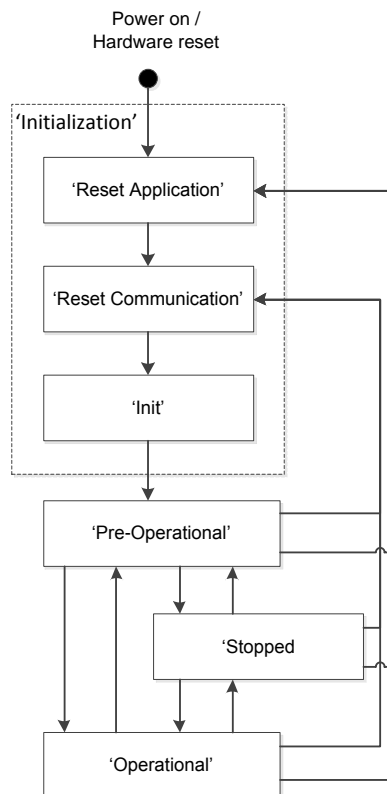 Power on /
Hardware reset
‘Initialization’
‘Reset Application’
‘Reset Communication’
‘Init’
‘Pre-Operational’
‘Stopped
‘Operational’